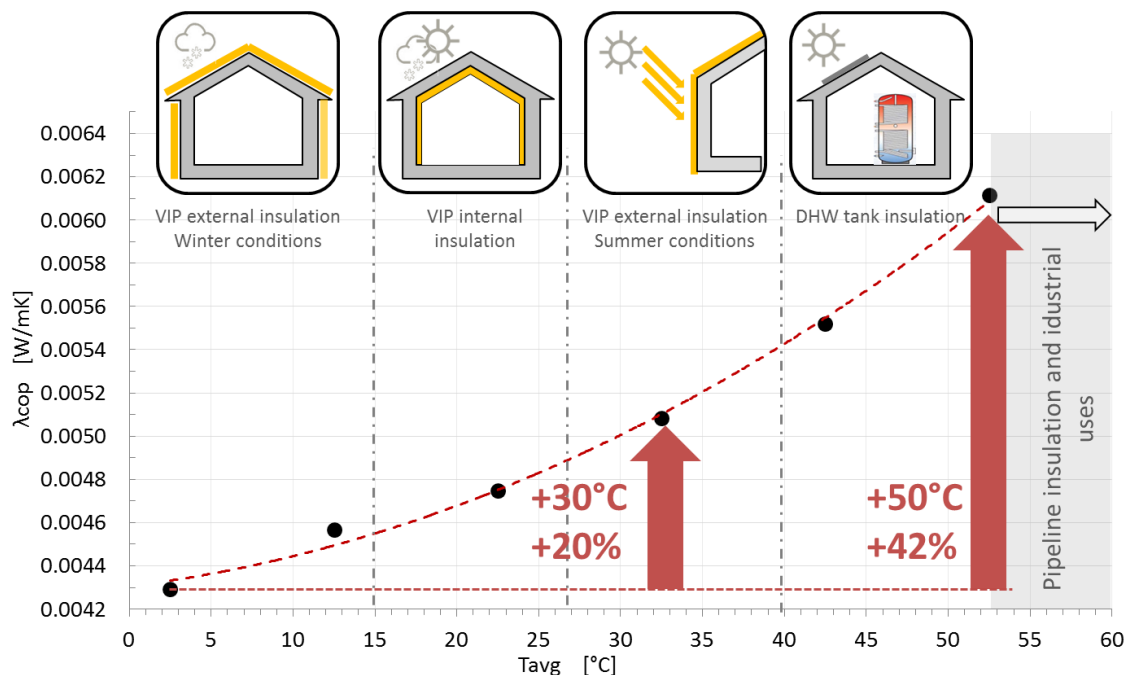 VIP external insulation
Winter conditions
VIP internal
insulation
VIP external insulation
Summer conditions
DHW tank insulation
0.0064
0.0062
0.0060
0.0058
0.0056
0.0054
0.0052
0.0050
0.0048
0.0046
0.0044
0.0042
λcop [W/mK]
+30°C
+20%
+50°C
+42%
Pipeline insulation and idustrial
uses
0 5 10 15 20 25 30 35 40 45 50 55 60
Tavg [°C]